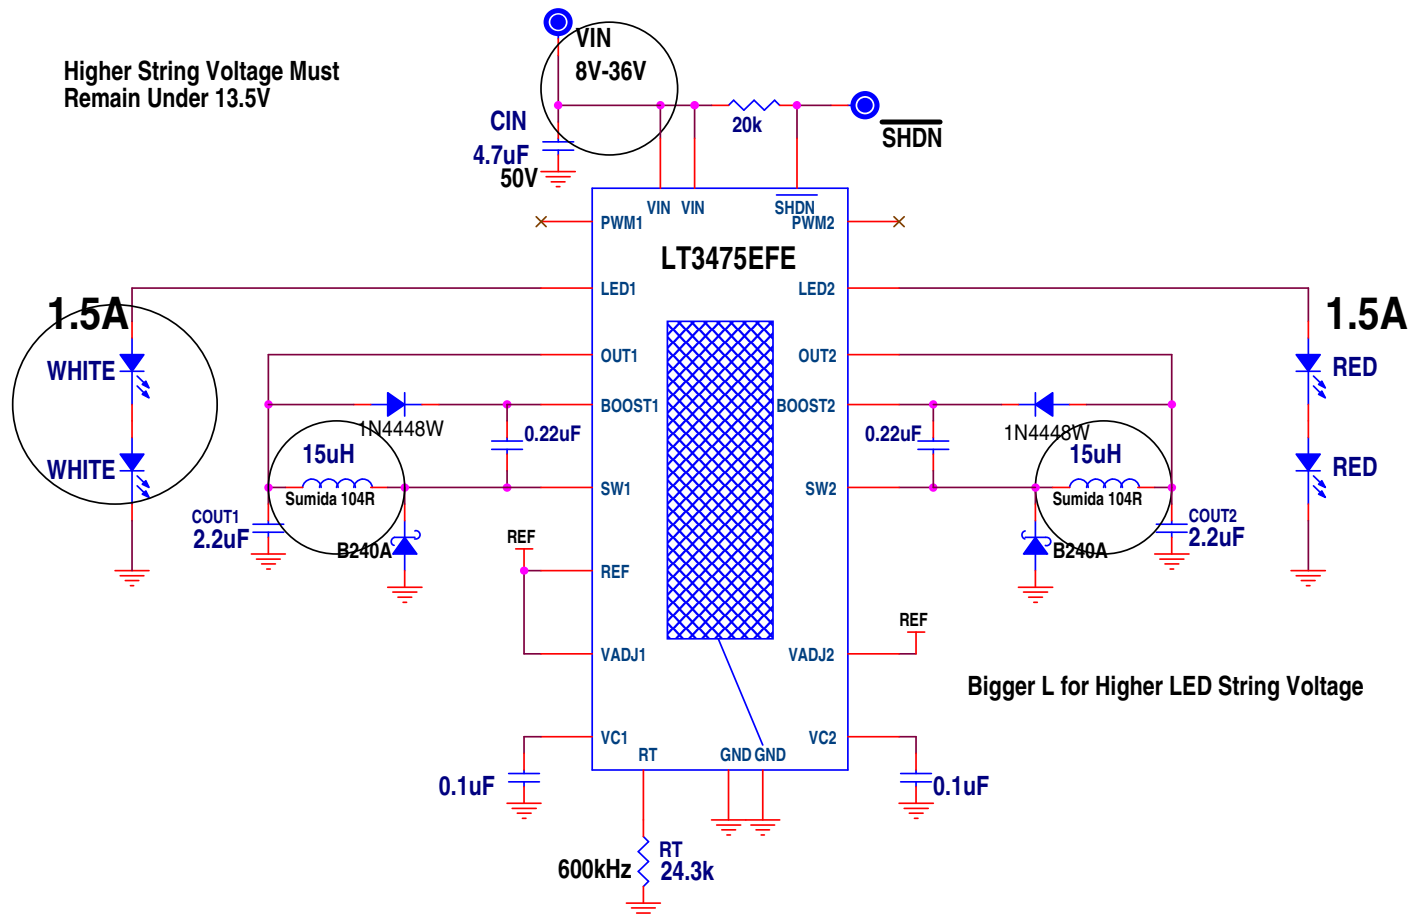 Higher String Voltage Must
Remain Under 13.5V
VIN
8V-36V
CIN
4.7uF
50V
20k
SHDN
VIN VIN SHDN
PWM1 PWM2
LT3475EFE
LED1 LED2
1.5A 1.5A
OUT1 OUT2
WHITE RED
BOOST1 BOOST2
1N4448W 0.22uF 0.22uF 1N4448W
15uH 15uH
WHITE RED
SW1 SW2
Sumida 104R Sumida 104R
COUT1 COUT2
2.2uF 2.2uF
B240A B240A
REF
REF
REF
VADJ1 VADJ2
Bigger L for Higher LED String Voltage
VC1 VC2
RT GND GND
0.1uF 0.1uF
RT
600kHz 24.3k